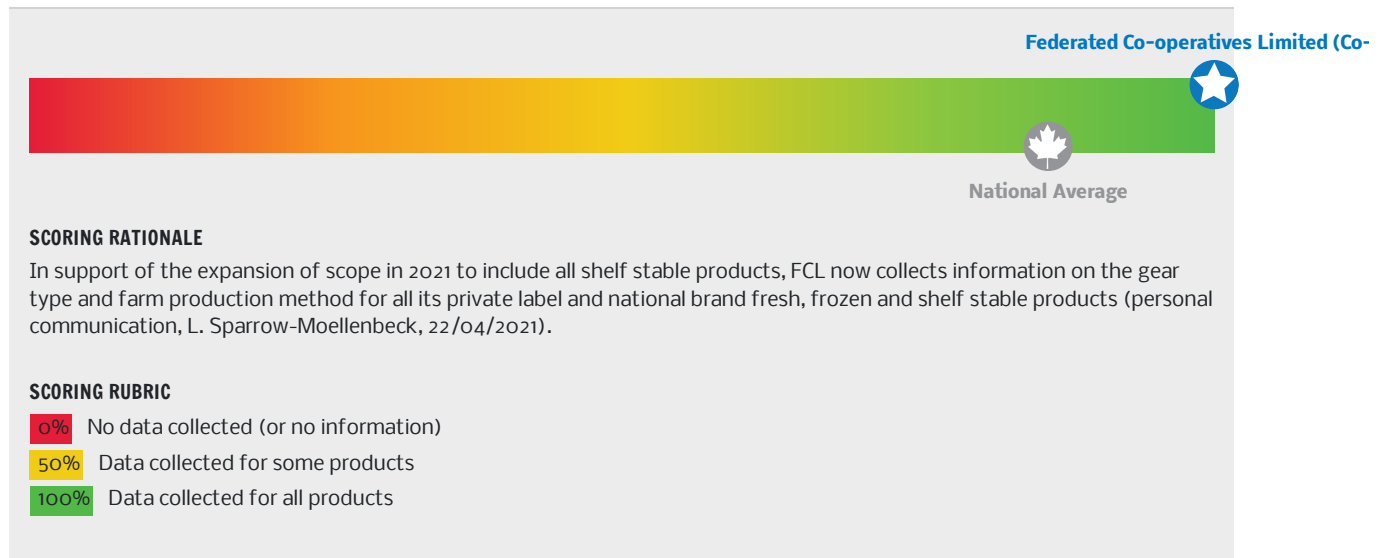 Federated Co-operatives Limited (Co-
National Average
SCORING RATIONALE
In support of the expansion of scope in 2021 to include all shelf stable products, FCL now collects information on the gear
type and farm production method for all its private label and national brand fresh, frozen and shelf stable products (personal
communication, L. Sparrow-Moellenbeck, 22/04/2021).
SCORING RUBRIC
0% No data collected (or no information)
50% Data collected for some products
100% Data collected for all products